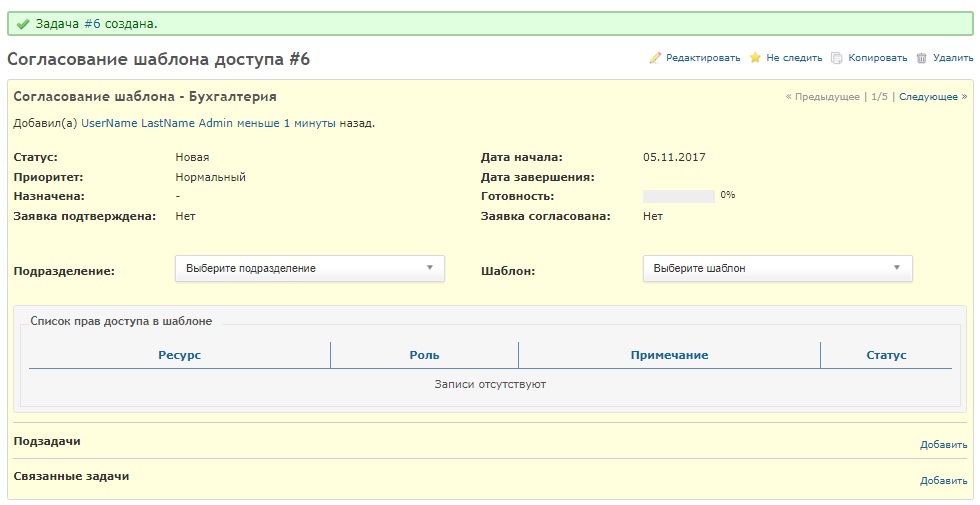 Задача #6 создана.
Согласование шаблона доступа #6
Редактировать Не следить Копировать Удалить
Согласование шаблона - Бухгалтерия
« Предыдущее | 1/5 | Следующее »
Добавил(а) UserName LastName Admin меньше 1 минуты назад.
Статус: Новая Дата начала: 05.11.2017
Приоритет: Нормальный Дата завершения:
Назначена: - Готовность: 0%
Заявка подтверждена: Нет Заявка согласована: Нет
Подразделение: Выберите подразделение Шаблон: Выберите шаблон
Список прав доступа в шаблоне
Ресурс Роль Примечание Статус
Записи отсутствуют
Подзадачи Добавить
Связанные задачи Добавить